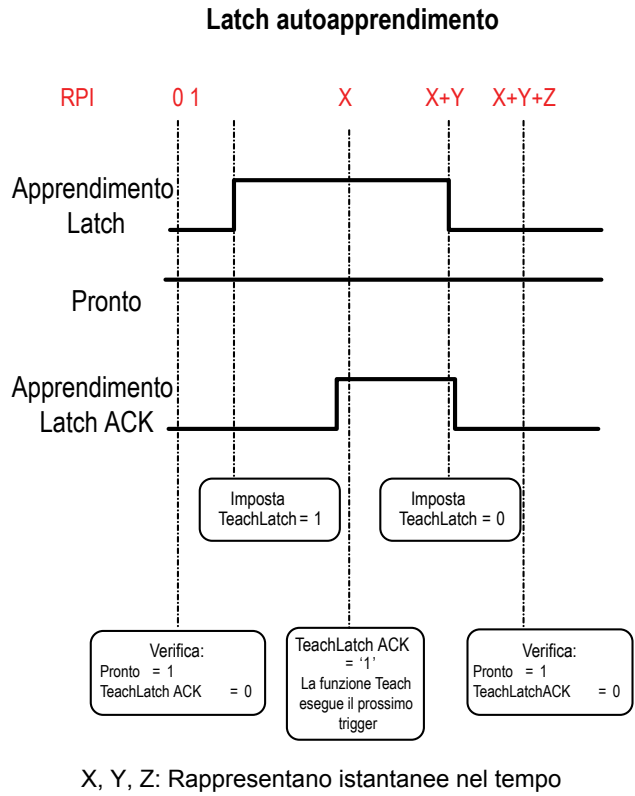 Latch autoapprendimento
RPI 0 1 X X+Y X+Y+Z
Apprendimento
Latch
Pronto
Apprendimento
Latch ACK
Imposta
TeachLatch = 1
Imposta
TeachLatch = 0
Verifica:
Pronto = 1
TeachLatch ACK = 0
TeachLatch ACK
= ‘1’
La funzione Teach
esegue il prossimo
trigger
Verifica:
Pronto = 1
TeachLatchACK = 0
X, Y, Z: Rappresentano istantanee nel tempo